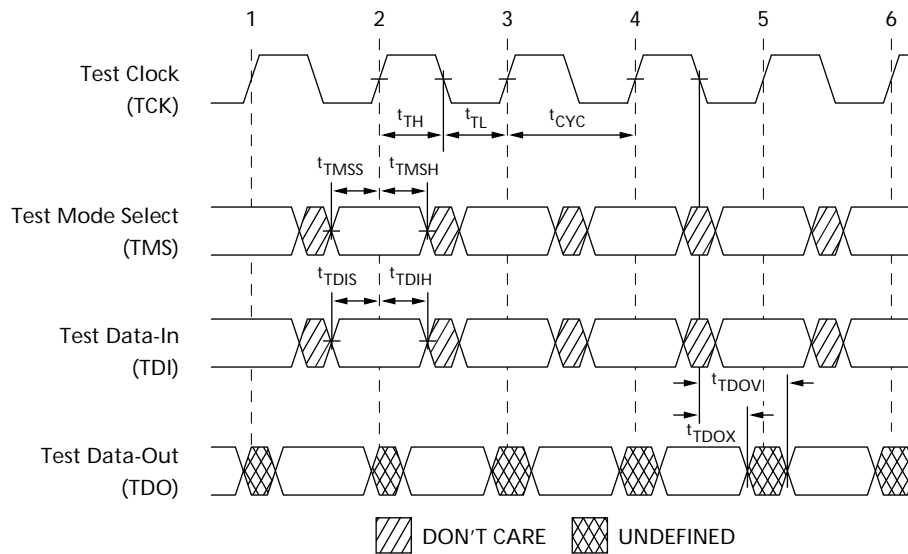 1 2 3 4 5 6
Test Clock
(TCK)
tTH tTL tCYC
tTMSS tTMSH
Test Mode Select
(TMS)
tTDIS tTDIH
Test Data-In
(TDI)
tTDOV
tTDOX
Test Data-Out
(TDO)
DON'T CARE UNDEFINED